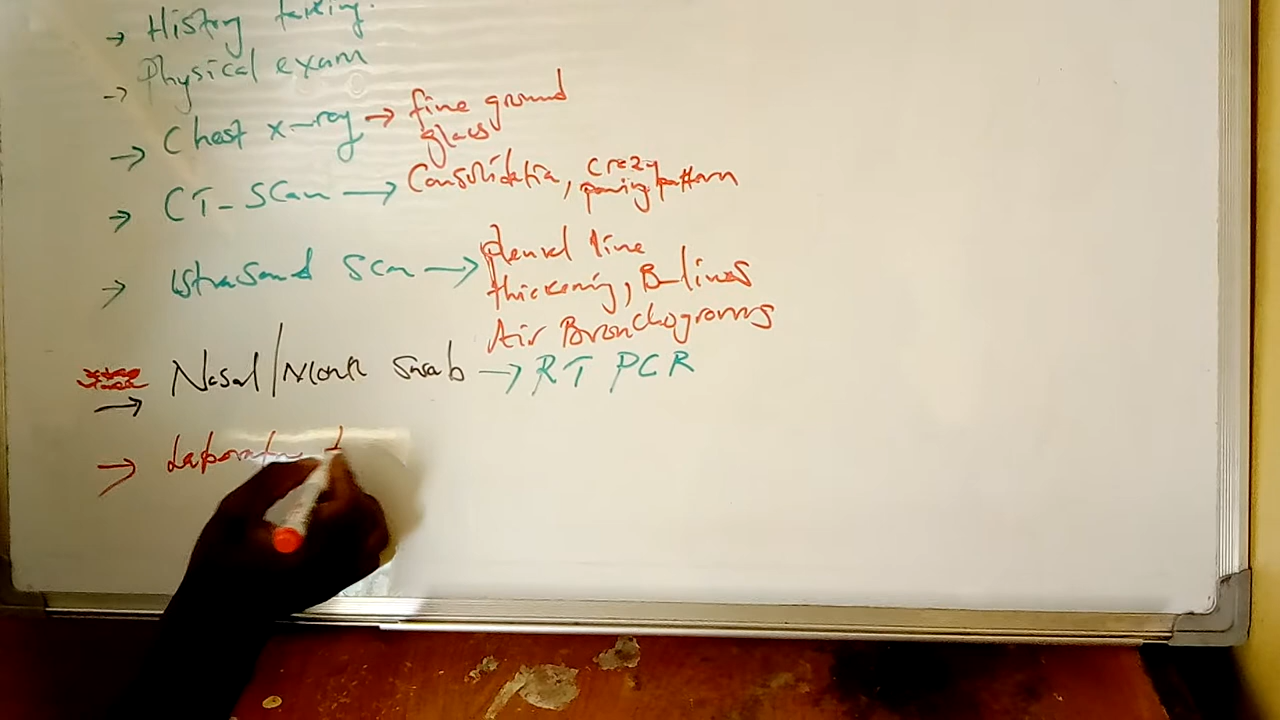 → History taking.
→ Physical exam
→ Chest x-ray → fine ground
glass
→ CT-Scan → Consolidation, crazy
paving pattern
→ Ultrasound Scan → pleural line
thickening, B-lines
Air Bronchograms
→ Nasal/Mouth Swab → RT PCR
→ Laborato